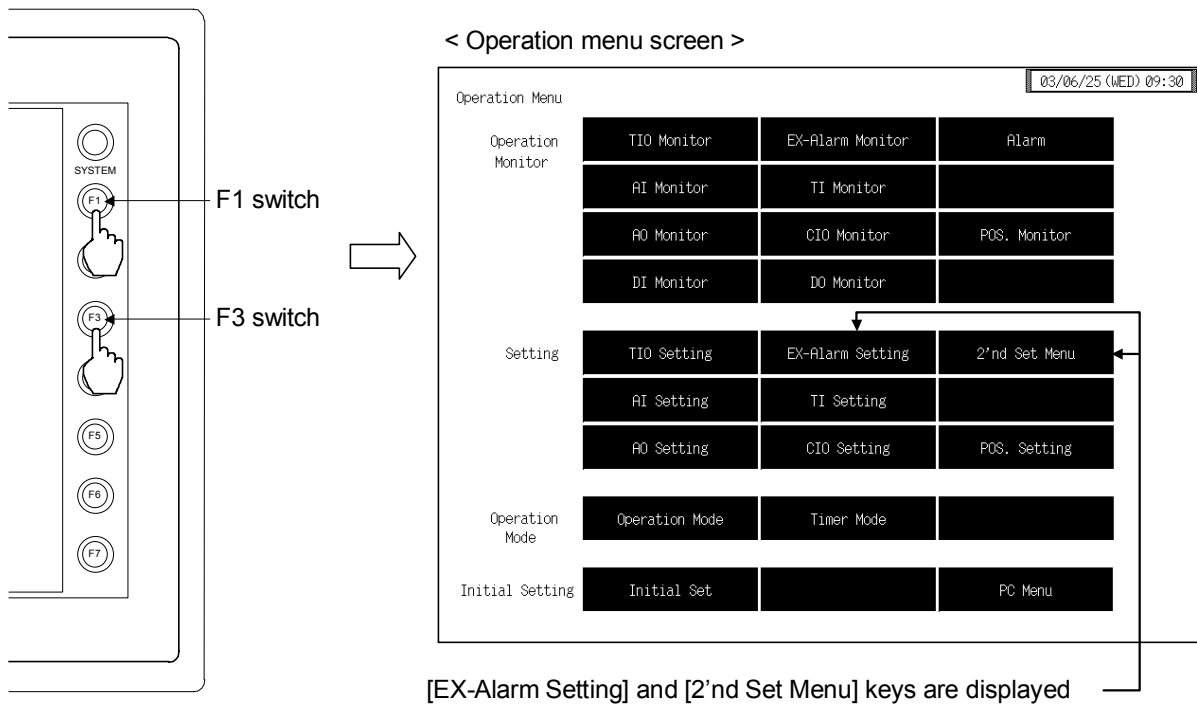 SYSTEM
F1
F1 switch
F3
F3 switch
F5
F6
F7
< Operation menu screen >
03/06/25(WED) 09:30
Operation Menu
Operation Monitor
TIO Monitor
EX-Alarm Monitor
Alarm
AI Monitor
TI Monitor
AO Monitor
CIO Monitor
POS. Monitor
DI Monitor
DO Monitor
Setting
TIO Setting
EX-Alarm Setting
2’nd Set Menu
AI Setting
TI Setting
AO Setting
CIO Setting
POS. Setting
Operation Mode
Operation Mode
Timer Mode
Initial Setting
Initial Set
PC Menu
[EX-Alarm Setting] and [2’nd Set Menu] keys are displayed